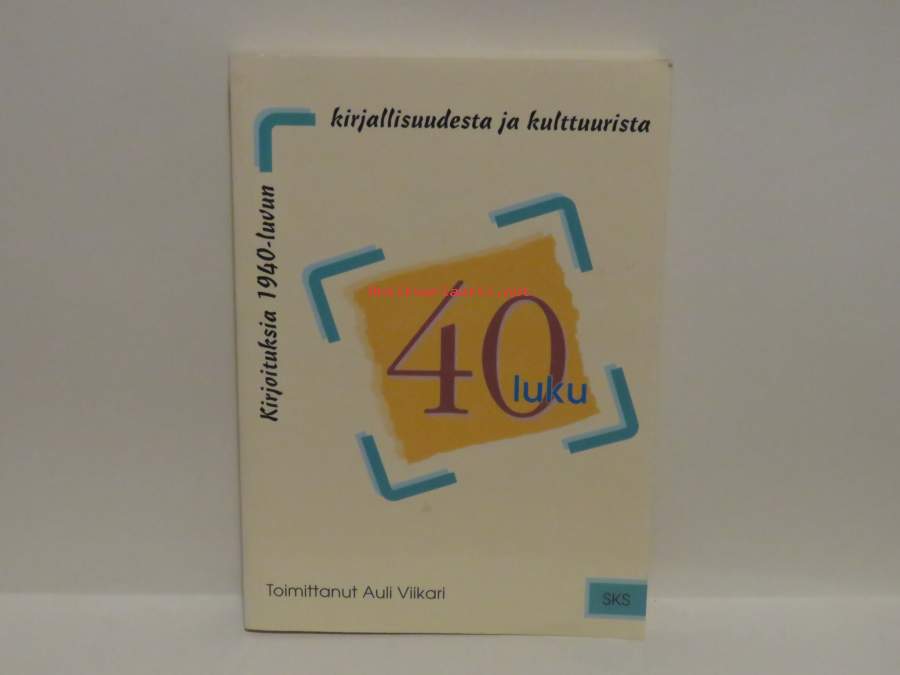 Kirjoituksia 1940-luvun
kirjallisuudesta ja kulttuurista
40
luku
Toimittanut Auli Viikari
SKS